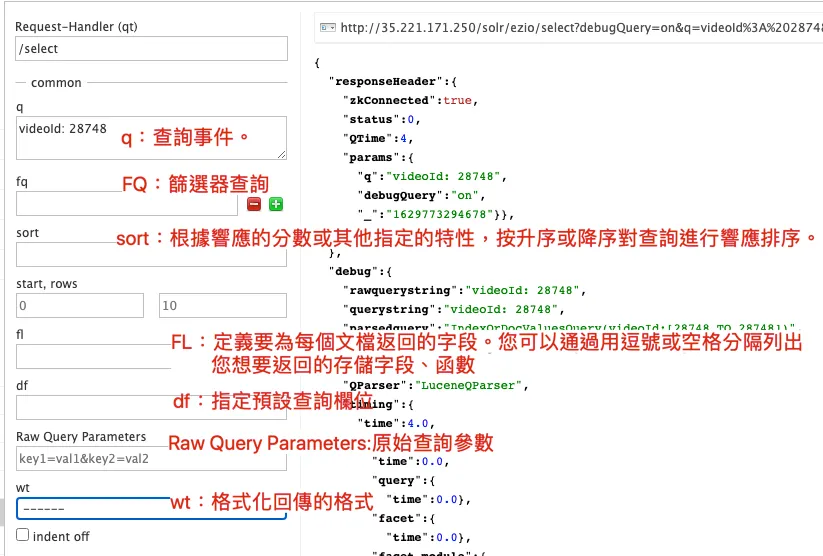 Request-Handler (qt)
/select
common
q
videoId: 28748
q：查詢事件。
fq
FQ：篩選器查詢
sort
sort：根據響應的分數或其他指定的特性，按升序或降序對查詢進行響應排序。
start, rows
0
10
fl
FL：定義要為每個文檔返回的字段。您可以通過用逗號或空格分隔列出
您想要返回的存儲字段、函數
df
df：指定預設查詢欄位
Raw Query Parameters
Raw Query Parameters:原始查詢參數
key1=val1&key2=val2
wt
wt：格式化回傳的格式
------
indent off
http://35.221.171.250/solr/ezio/select?debugQuery=on&q=videoId%3A%2028748
{
"responseHeader":{
"zkConnected":true,
"status":0,
"QTime":4,
"params":{
"q":"videoId: 28748",
"debugQuery":"on",
"_":"1629773294678"}},
},
"debug":{
"rawquerystring":"videoId: 28748",
"querystring":"videoId: 28748",
"parsedquery":"IndexOrDocValuesQuery(videoId:[28748 TO 28748])",
"QParser":"LuceneQParser",
"timing":{
"time":4.0,
"time":0.0,
"query":{
"time":0.0},
"facet":{
"time":0.0},
"facet_module":{